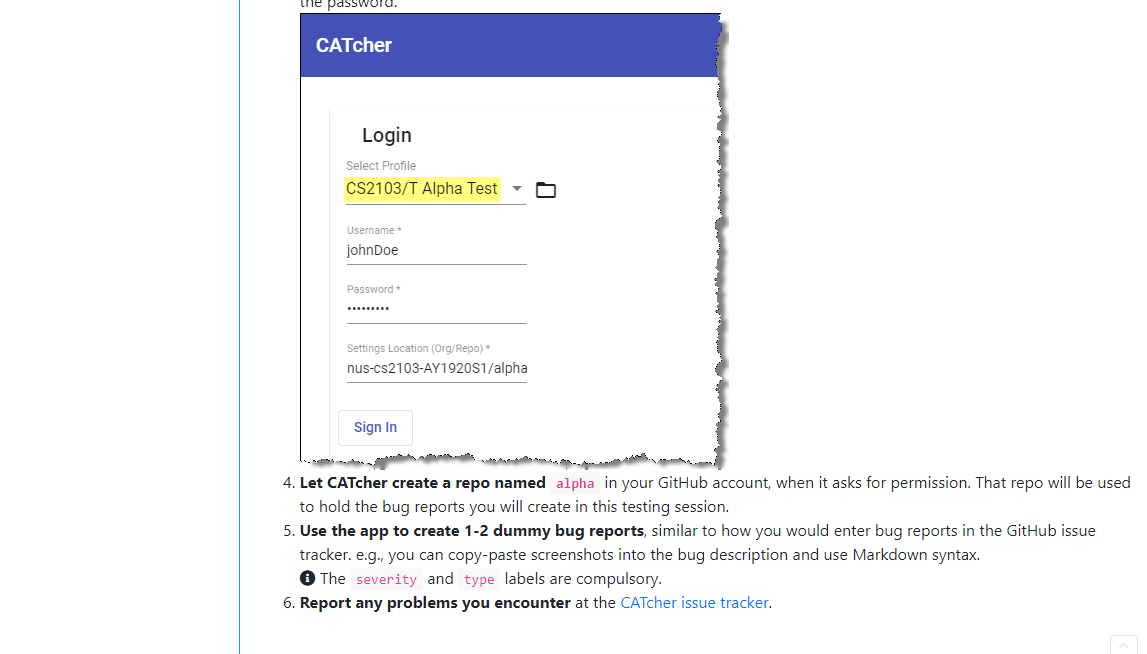 the password.
CATcher
Login
Select Profile
CS2103/T Alpha Test
Username *
johnDoe
Password *
•••••••••
Settings Location (Org/Repo) *
nus-cs2103-AY1920S1/alpha
Sign In
4. Let CATcher create a repo named alpha in your GitHub account, when it asks for permission. That repo will be used
to hold the bug reports you will create in this testing session.
5. Use the app to create 1-2 dummy bug reports, similar to how you would enter bug reports in the GitHub issue
tracker. e.g., you can copy-paste screenshots into the bug description and use Markdown syntax.
The severity and type labels are compulsory.
6. Report any problems you encounter at the CATcher issue tracker.